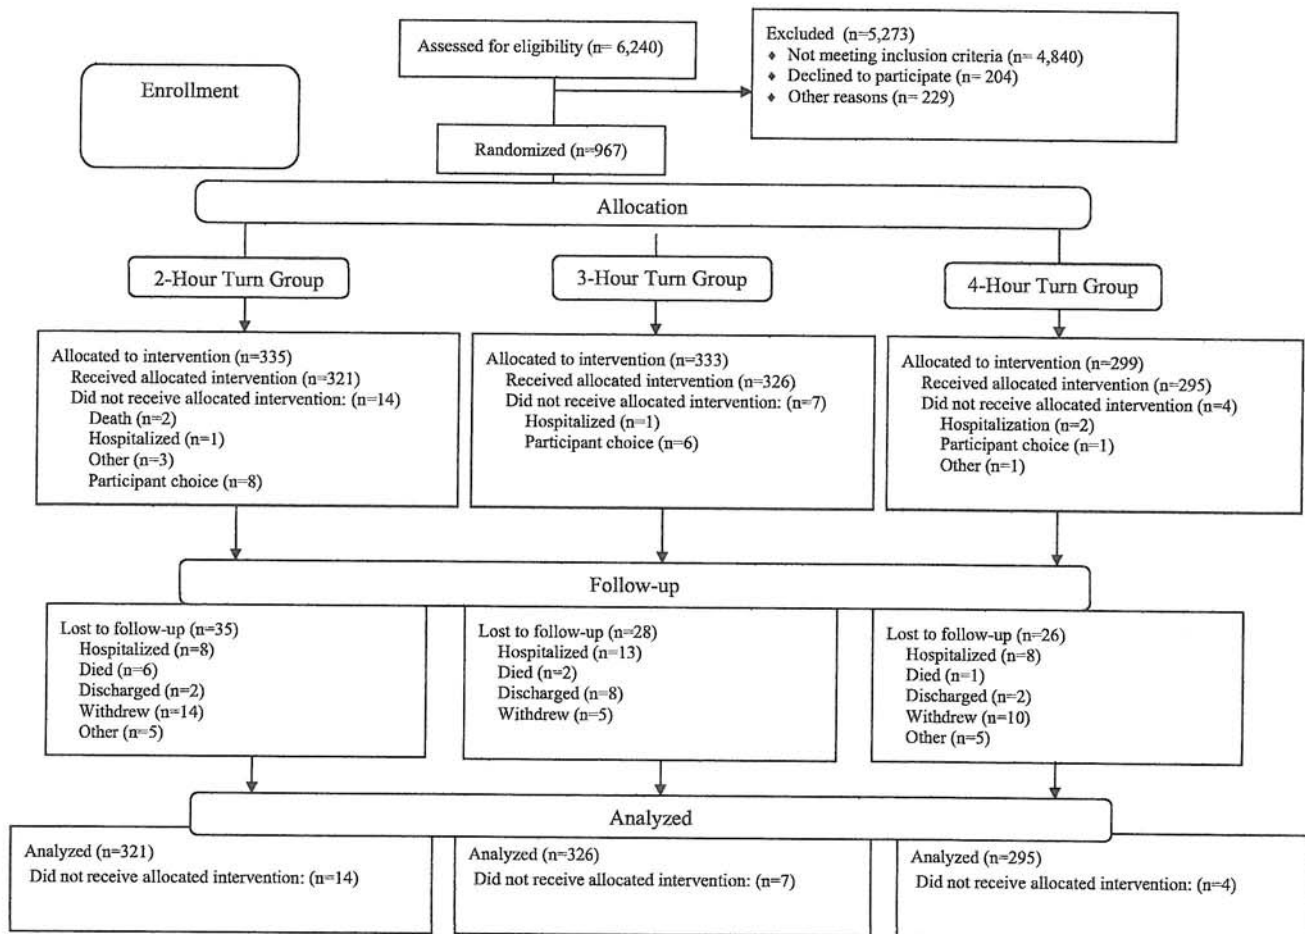 Assessed for eligibility (n= 6,240)
Excluded (n=5,273)
♦ Not meeting inclusion criteria (n= 4,840)
♦ Declined to participate (n= 204)
♦ Other reasons (n= 229)
Enrollment
Randomized (n=967)
Allocation
2-Hour Turn Group
3-Hour Turn Group
4-Hour Turn Group
Allocated to intervention (n=335)
Received allocated intervention (n=321)
Did not receive allocated intervention: (n=14)
Death (n=2)
Hospitalized (n=1)
Other (n=3)
Participant choice (n=8)
Allocated to intervention (n=333)
Received allocated intervention (n=326)
Did not receive allocated intervention: (n=7)
Hospitalized (n=1)
Participant choice (n=6)
Allocated to intervention (n=299)
Received allocated intervention (n=295)
Did not receive allocated intervention (n=4)
Hospitalization (n=2)
Participant choice (n=1)
Other (n=1)
Follow-up
Lost to follow-up (n=35)
Hospitalized (n=8)
Died (n=6)
Discharged (n=2)
Withdrew (n=14)
Other (n=5)
Lost to follow-up (n=28)
Hospitalized (n=13)
Died (n=2)
Discharged (n=8)
Withdrew (n=5)
Lost to follow-up (n=26)
Hospitalized (n=8)
Died (n=1)
Discharged (n=2)
Withdrew (n=10)
Other (n=5)
Analyzed
Analyzed (n=321)
Did not receive allocated intervention: (n=14)
Analyzed (n=326)
Did not receive allocated intervention: (n=7)
Analyzed (n=295)
Did not receive allocated intervention: (n=4)